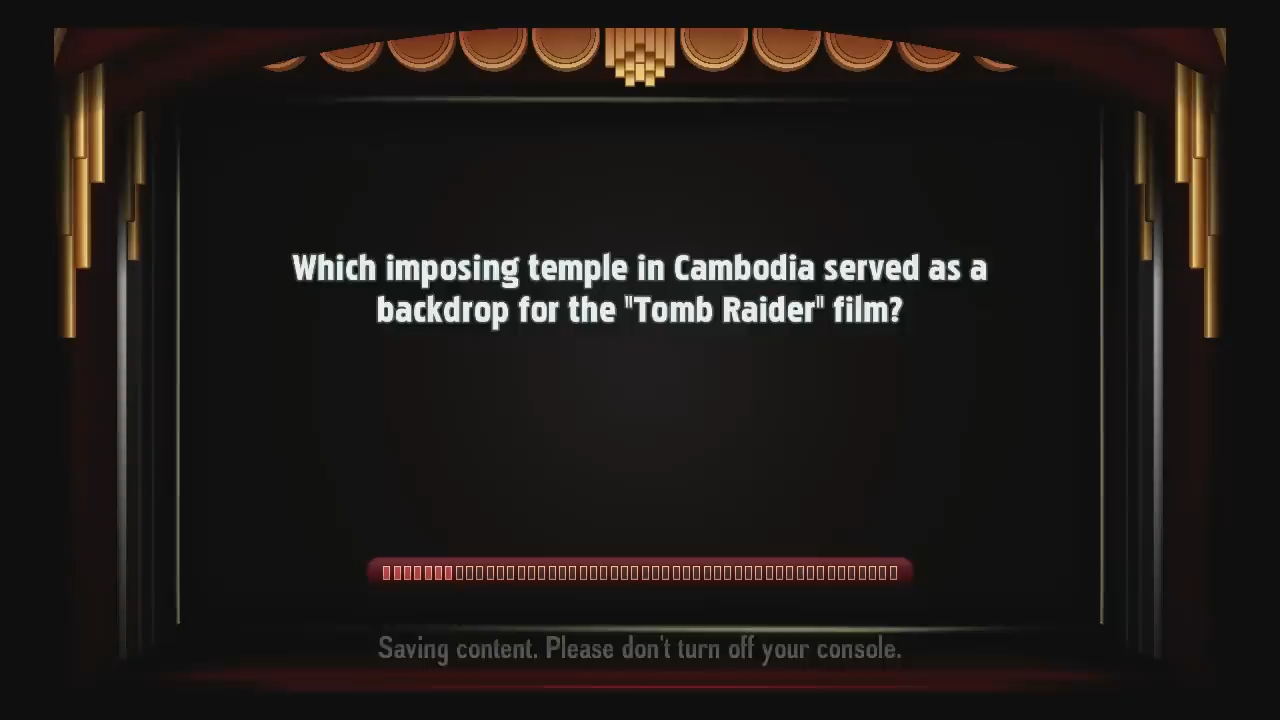 Which imposing temple in Cambodia served as a
backdrop for the "Tomb Raider" film?
Saving content. Please don't turn off your console.